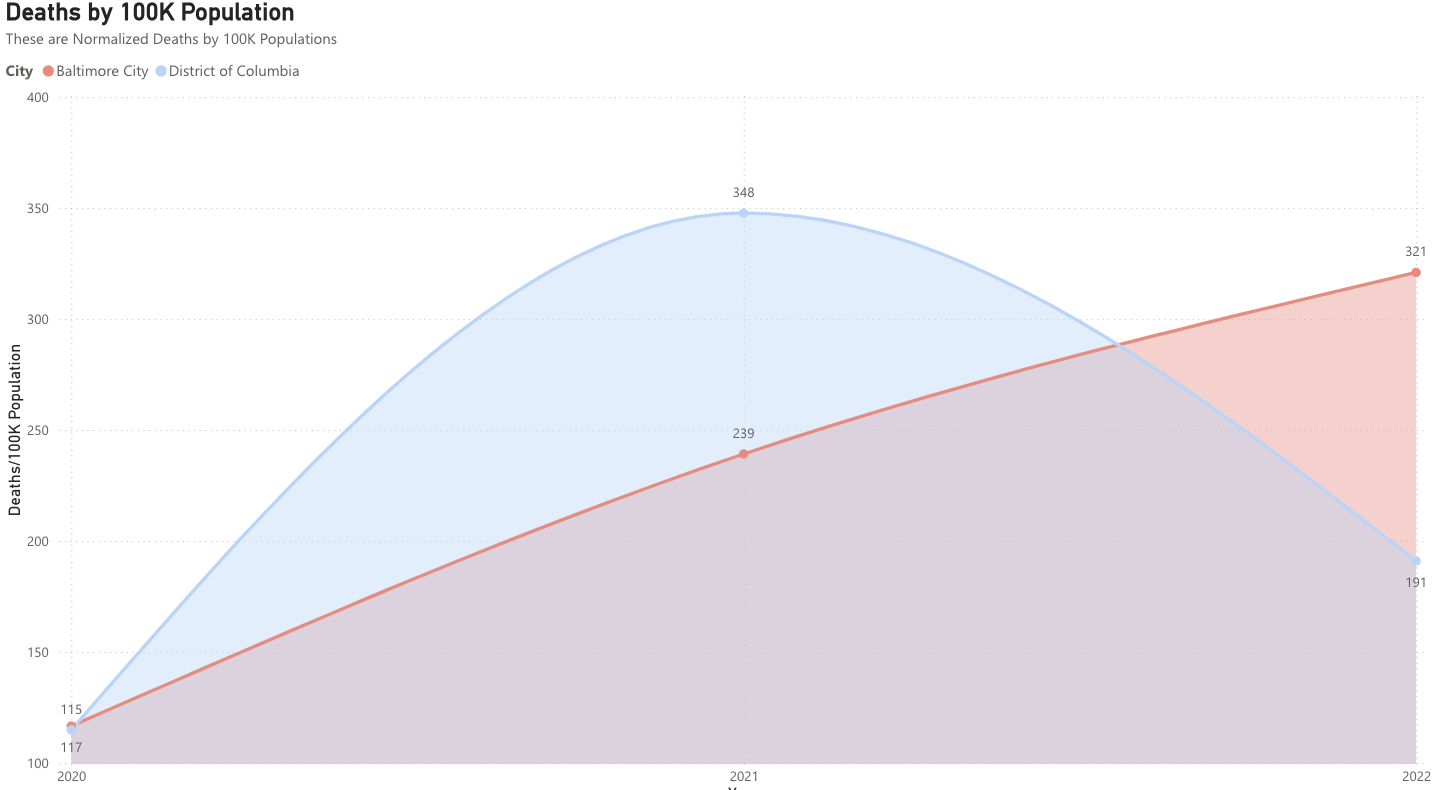 Deaths by 100K Population
These are Normalized Deaths by 100K Populations
City Baltimore City District of Columbia
400
350
300
250
200
150
100
Deaths/100K Population
348
321
239
191
115
117
2020 2021 2022